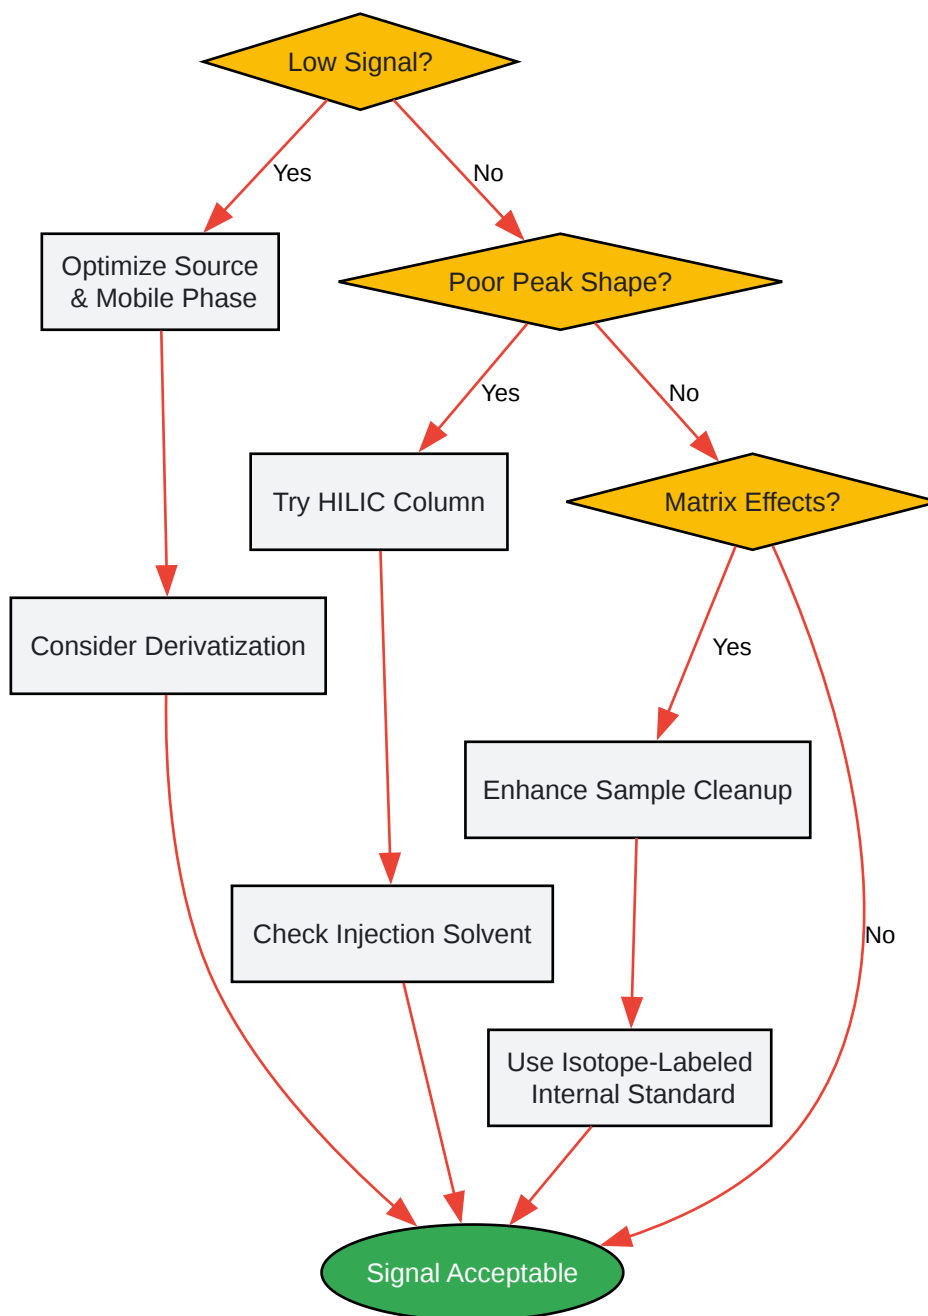 Low Signal?
Yes
No
Optimize Source
& Mobile Phase
Poor Peak Shape?
Yes
No
Try HILIC Column
Matrix Effects?
Consider Derivatization
Yes
Enhance Sample Cleanup
Check Injection Solvent
No
Use Isotope-Labeled
Internal Standard
Signal Acceptable